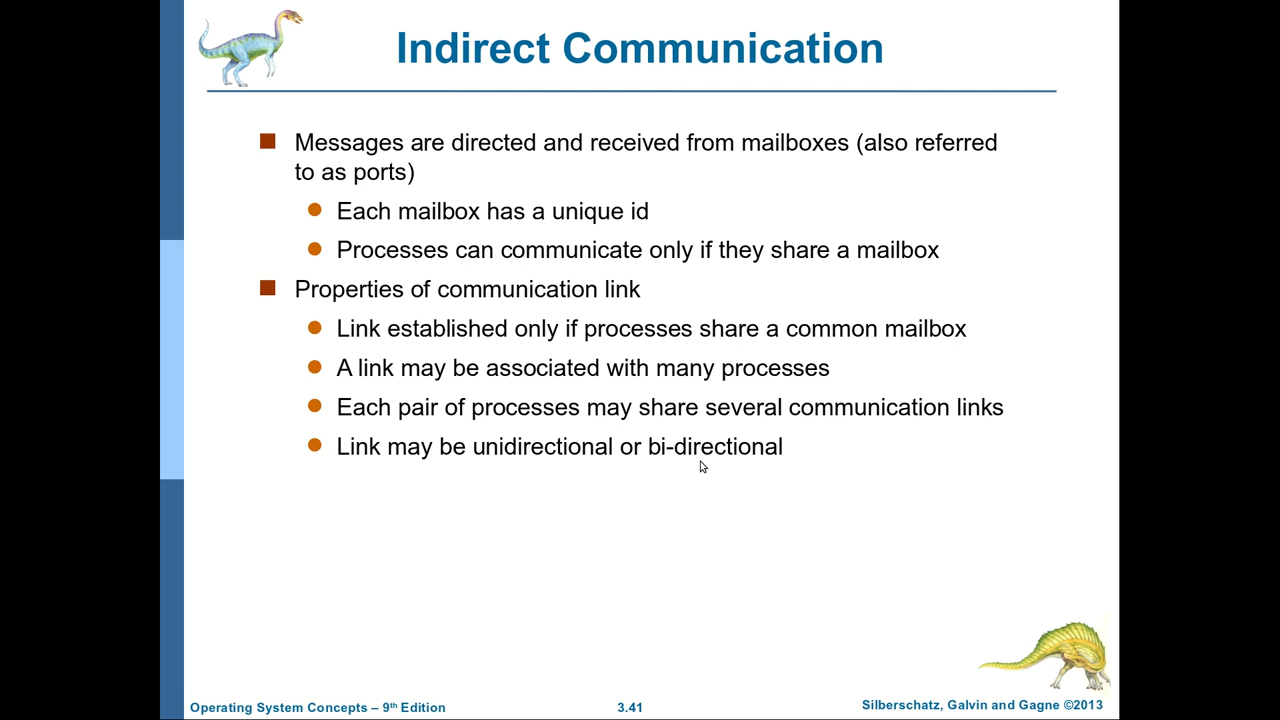 Indirect Communication
Messages are directed and received from mailboxes (also referred
to as ports)
Each mailbox has a unique id
Processes can communicate only if they share a mailbox
Properties of communication link
Link established only if processes share a common mailbox
A link may be associated with many processes
Each pair of processes may share several communication links
Link may be unidirectional or bi-directional
Operating System Concepts – 9th Edition
3.41
Silberschatz, Galvin and Gagne ©2013